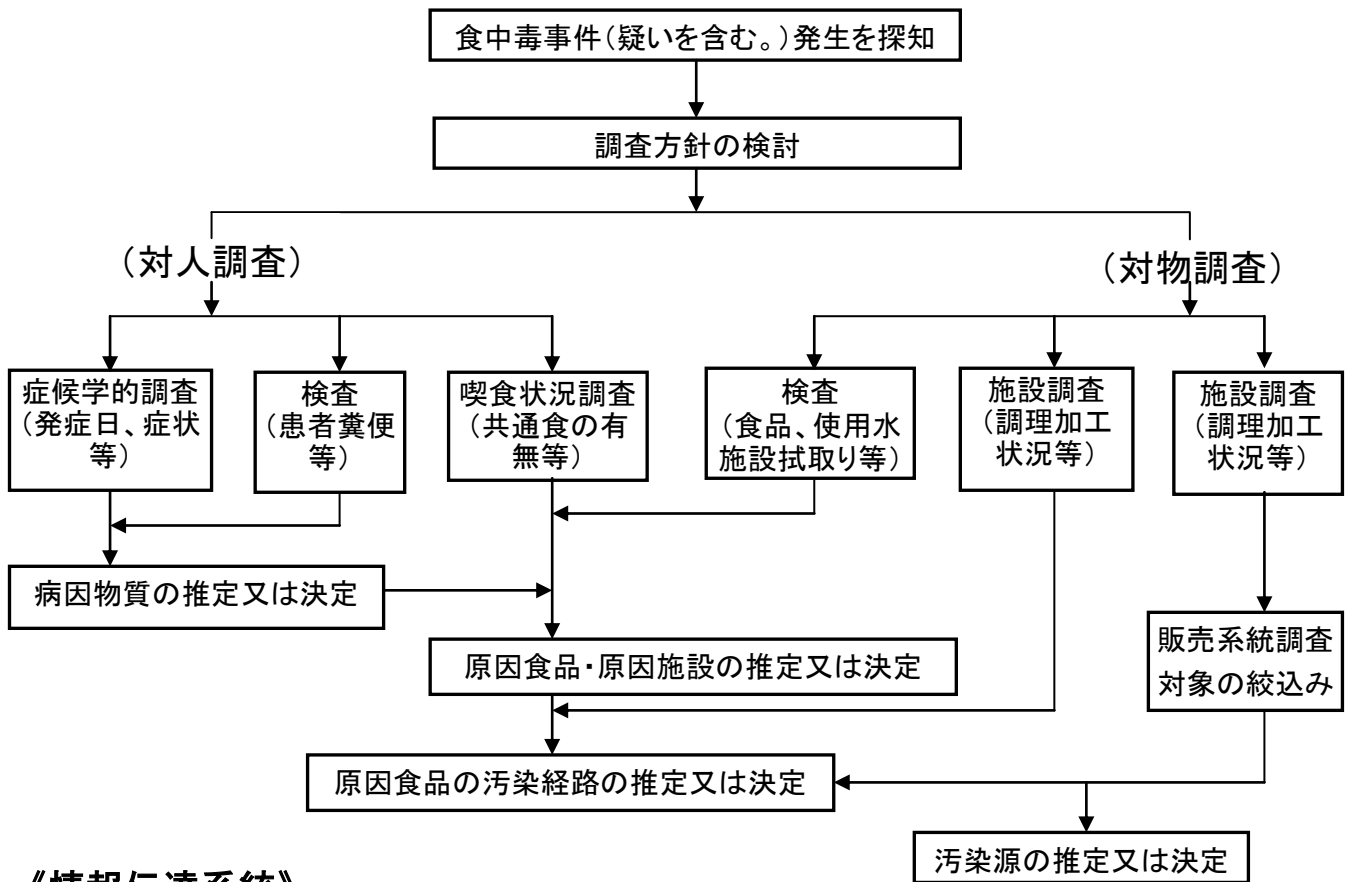 食中毒事件(疑いを含む。)発生を探知
調査方針の検討
(対人調査)
(対物調査)
症候学的調査
(発症日、症状
等)
検査
(患者糞便
等)
喫食状況調査
(共通食の有
無等)
検査
(食品、使用水
施設拭取り等)
施設調査
(調理加工
状況等)
施設調査
(調理加工
状況等)
病因物質の推定又は決定
原因食品・原因施設の推定又は決定
販売系統調査
対象の絞込み
原因食品の汚染経路の推定又は決定
汚染源の推定又は決定
《情報伝達系統》